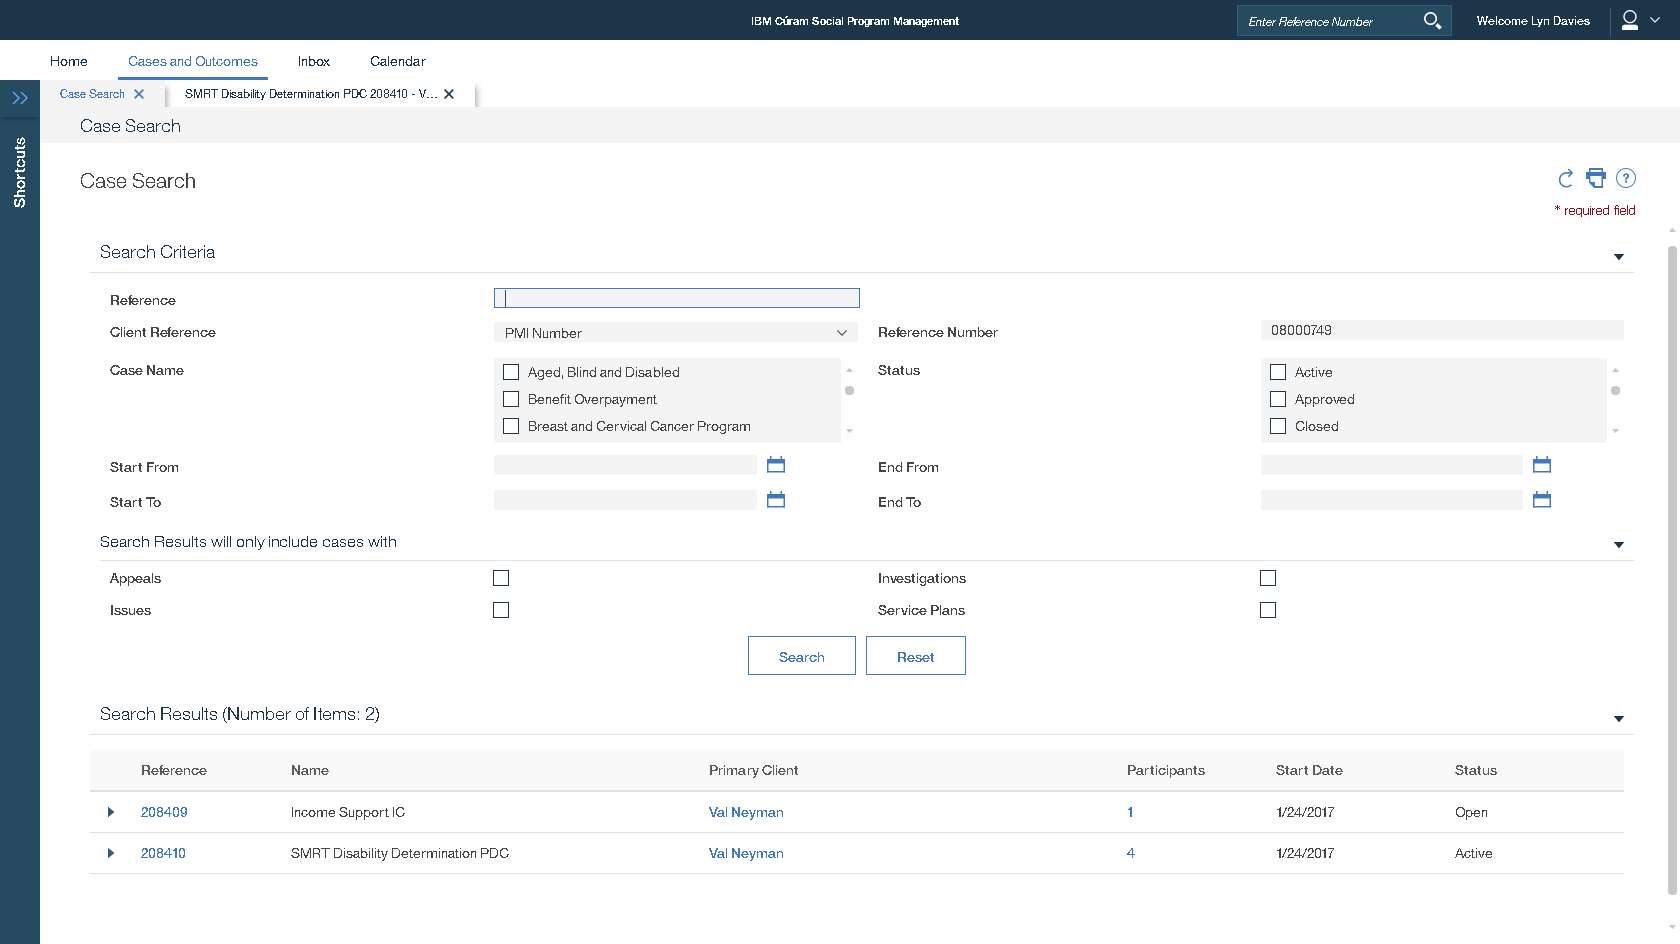 IBM Cúram Social Program Management
Enter Reference Number
Welcome Lyn Davies
Home
Cases and Outcomes
Inbox
Calendar
Case Search
SMRT Disability Determination PDC 208410 - V...
Shortcuts
Case Search
Case Search
?
* required field
Search Criteria
Reference
Client Reference
PMI Number
Reference Number
08000749
Case Name
Aged, Blind and Disabled
Benefit Overpayment
Breast and Cervical Cancer Program
Status
Active
Approved
Closed
Start From
End From
Start To
End To
Search Results will only include cases with
Appeals
Investigations
Issues
Service Plans
Search
Reset
Search Results (Number of Items: 2)
Reference Name Primary Client Participants Start Date Status
208409 Income Support IC Val Neyman 1 1/24/2017 Open
208410 SMRT Disability Determination PDC Val Neyman 4 1/24/2017 Active